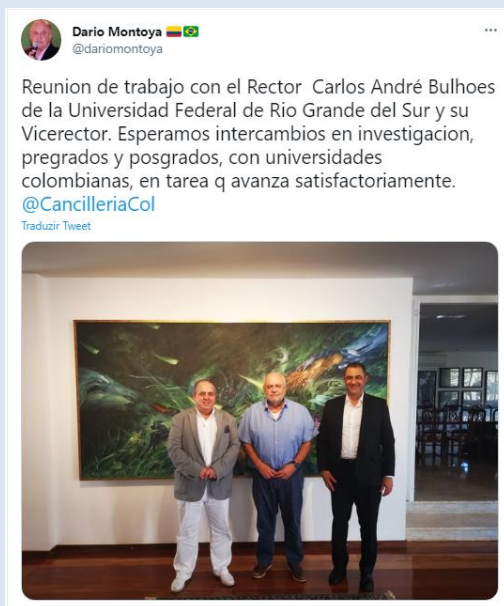 Dario Montoya 🇨🇴🇧🇷
@dariomontoya
Reunion de trabajo con el Rector Carlos André Bulhoes
de la Universidad Federal de Rio Grande del Sur y su
Vicerector. Esperamos intercambios en investigacion,
pregrados y posgrados, con universidades
colombianas, en tarea q avanza satisfactoriamente.
@CancilleriaCol
Traduzir Tweet